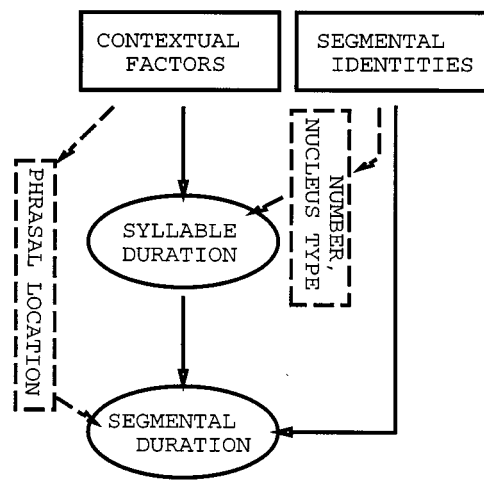 CONTEXTUAL
FACTORS
SEGMENTAL
IDENTITIES
PHRASAL LOCATION
NUMBER,
NUCLEUS TYPE
SYLLABLE
DURATION
SEGMENTAL
DURATION